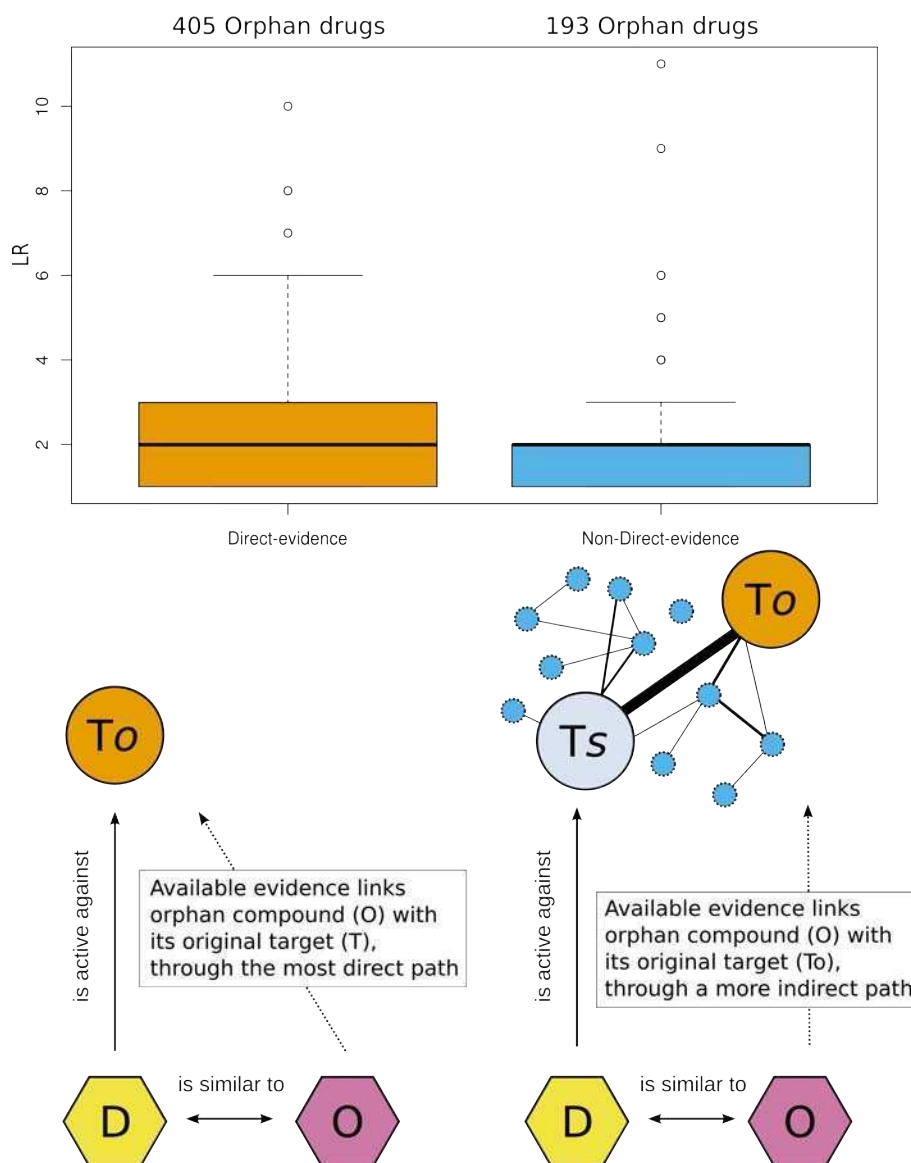 405 Orphan drugs
193 Orphan drugs
10
8
6
4
2
LR
Direct-evidence
Non-Direct-evidence
To
To
Ts
is active against
Available evidence links
orphan compound (O) with
its original target (T),
through the most direct path
is active against
Available evidence links
orphan compound (O) with
its original target (To),
through a more indirect path
D
is similar to
O
D
is similar to
O